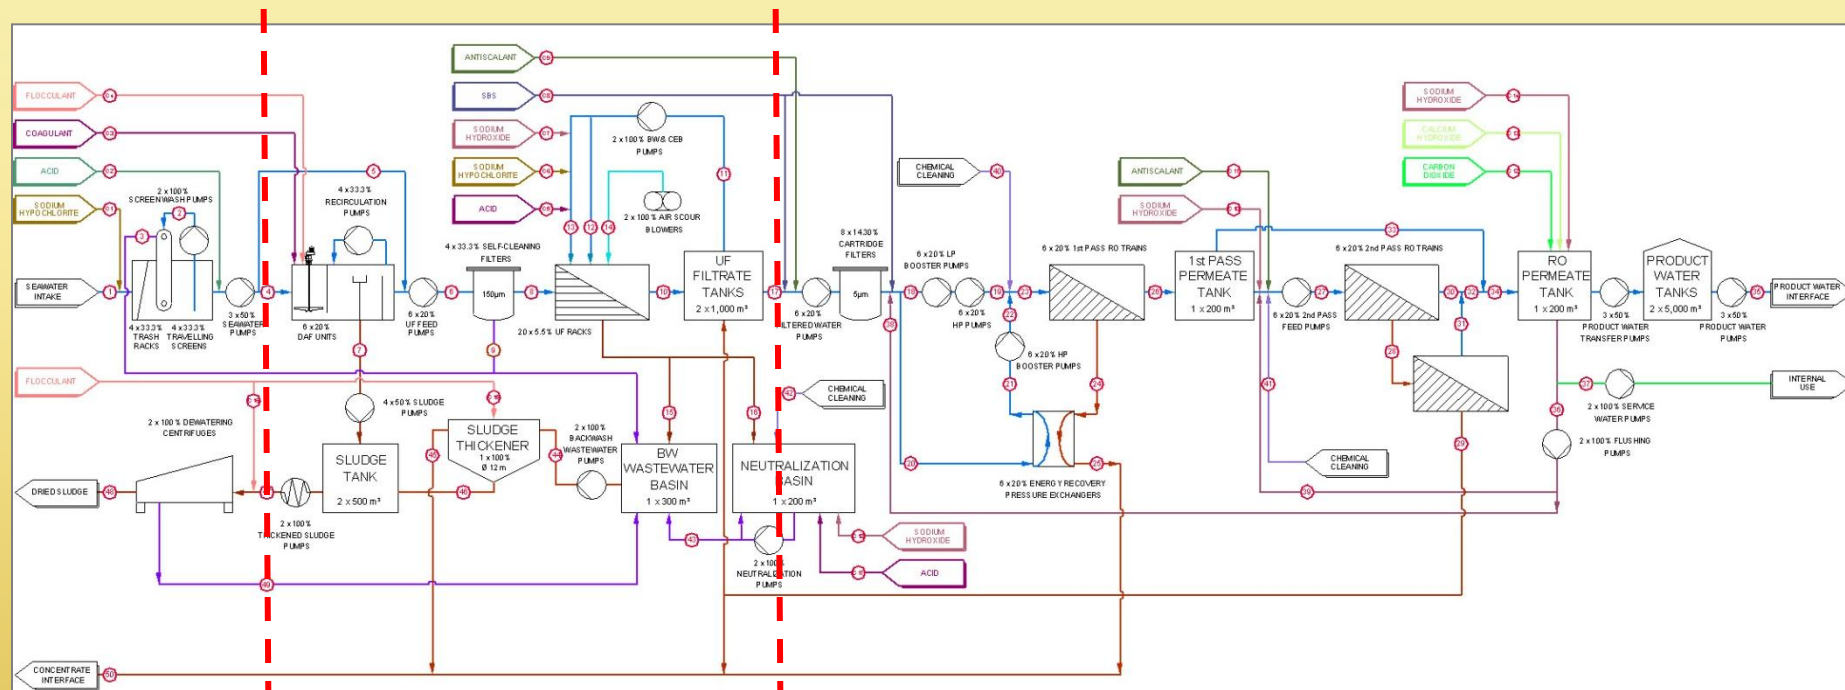 ANTISCALANT
FLOCCULANT
SBS
SODIUM
HYDROXIDE
COAGULANT
SODIUM
HYDROXIDE
2 x 100% BW& CEB
PUMPS
CALCIUM
HYDROXIDE
ACID
2 x 100%
SCREENWASH PUMPS
4 x 33.3%
RECIRCULATION
PUMPS
SODIUM
HYPOCHLORITE
CHEMICAL
CLEANING
ANTISCALANT
CARBON
DIOXIDE
SODIUM
HYPOCHLORITE
ACID
2 x 100% AIR SCOUR
BLOWERS
SODIUM
HYDROXIDE
4 x 33.3% SELF-CLEANING
FILTERS
8 x 14.30%
CARTRIDGE
FILTERS
6 x 20% LP
BOOSTER PUMPS
6 x 20% 1st PASS RO TRAINS
6 x 20% 2nd PASS RO TRAINS
SEAWATER
INTAKE
150µm
UF
FILTRATE
TANKS
2 x 1,000 m³
5µm
1st PASS
PERMEATE
TANK
1 x 200 m³
RO
PERMEATE
TANK
1 x 200 m³
PRODUCT
WATER
TANKS
2 x 5,000 m³
PRODUCT WATER
INTERFACE
4 x 33.3%
TRASH
RACKS
4 x 33.3%
TRAVELLING
SCREENS
3 x 50%
SEAWATER
PUMPS
6 x 20%
DAF UNITS
6 x 20%
UF FEED
PUMPS
20 x 5.5% UF RACKS
6 x 20%
ILTERED WATER
PUMPS
6 x 20%
HP PUMPS
6 x 20% HP
BOOSTER PUMPS
6 x 20% 2nd PASS
FEED PUMPS
3 x 50%
PRODUCT WATER
TRANSFER PUMPS
3 x 50%
PRODUCT WATER
PUMPS
FLOCCULANT
CHEMICAL
CLEANING
INTERNAL
USE
4 x 50% SLUDGE
PUMPS
2 x 100% SERVICE
WATER PUMPS
2 x 100% DEWATERING
CENTRIFUGES
SLUDGE
THICKENER
1 x 100%
Ø 12 m
2 x 100%
BACKWASH
WASTEWATER
PUMPS
2 x 100% FLUSHING
PUMPS
SLUDGE
TANK
2 x 500 m³
BW
WASTEWATER
BASIN
1 x 300 m³
NEUTRALIZATION
BASIN
1 x 200 m³
CHEMICAL
CLEANING
DRIED SLUDGE
6 x 20% ENERGY RECOVERY
PRESSURE EXCHANGERS
2 x 100%
THICKENED SLUDGE
PUMPS
SODIUM
HYDROXIDE
2 x 100%
NEUTRALIZATION
PUMPS
ACID
CONCENTRATE
INTERFACE